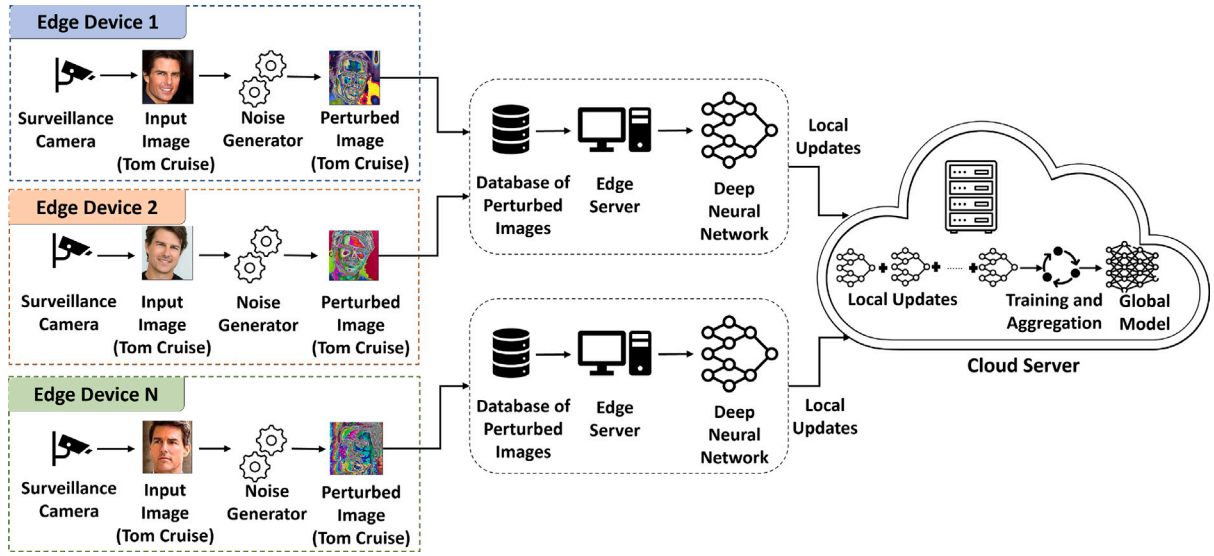 Edge Device 1
Surveillance
Camera
Input
Image
(Tom Cruise)
Noise
Generator
Perturbed
Image
(Tom Cruise)
Edge Device 2
Surveillance
Camera
Input
Image
(Tom Cruise)
Noise
Generator
Perturbed
Image
(Tom Cruise)
Edge Device N
Surveillance
Camera
Input
Image
(Tom Cruise)
Noise
Generator
Perturbed
Image
(Tom Cruise)
Database of
Perturbed
Images
Edge
Server
Deep
Neural
Network
Local
Updates
Database of
Perturbed
Images
Edge
Server
Deep
Neural
Network
Local
Updates
+ + ...... +
Local Updates
Training and
Aggregation
Global
Model
Cloud Server